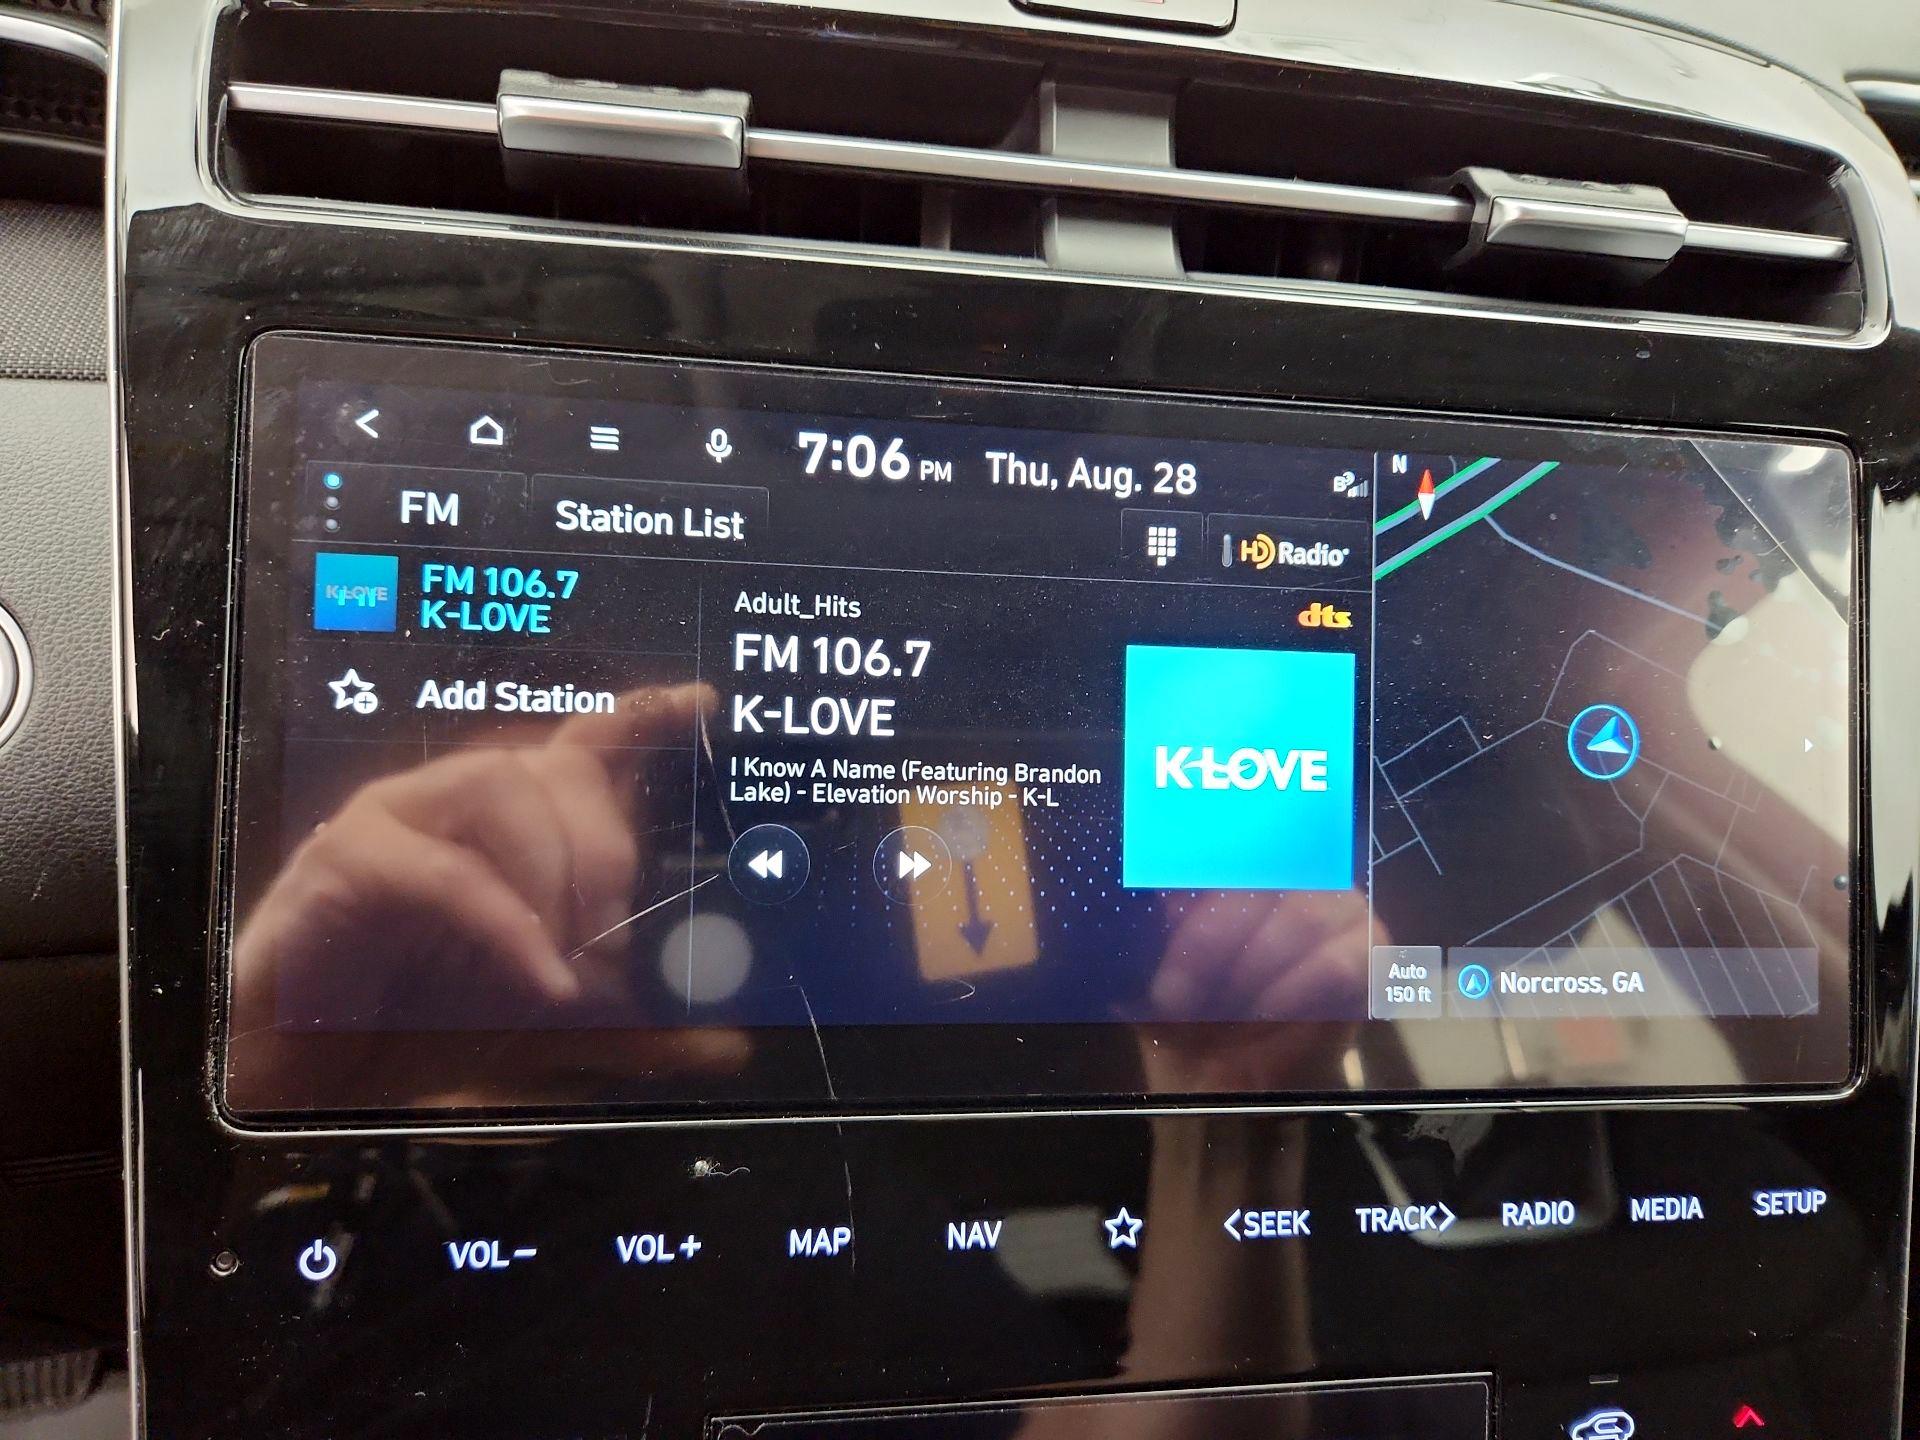 7:06 PM Thu, Aug. 28
FM
Station List
HD Radio
N
FM 106.7
K-LOVE
K-LOVE
Add Station
Adult_Hits
dts
FM 106.7
K-LOVE
I Know A Name (Featuring Brandon
Lake) - Elevation Worship - K-L
K-LOVE
Auto
150 ft
Norcross, GA
VOL- VOL+ MAP NAV <SEEK TRACK> RADIO MEDIA SETUP